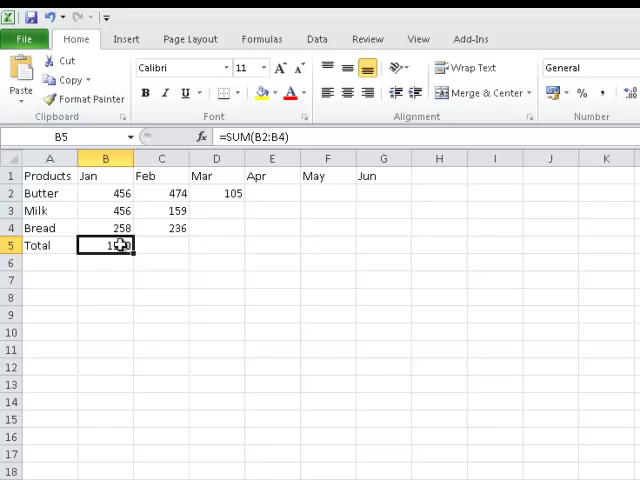 File Home Insert Page Layout Formulas Data Review View Add-Ins
Cut
Copy
Format Painter
Paste
Clipboard
Calibri 11
B I U A
Font
Wrap Text
Merge & Center
Alignment
General
% ,
Number
B5 fx =SUM(B2:B4)
A B C D E F G H I J K
1 Products Jan Feb Mar Apr May Jun
2 Butter 456 474 105
3 Milk 456 159
4 Bread 258 236
5 Total
6
7
8
9
10
11
12
13
14
15
16
17
18